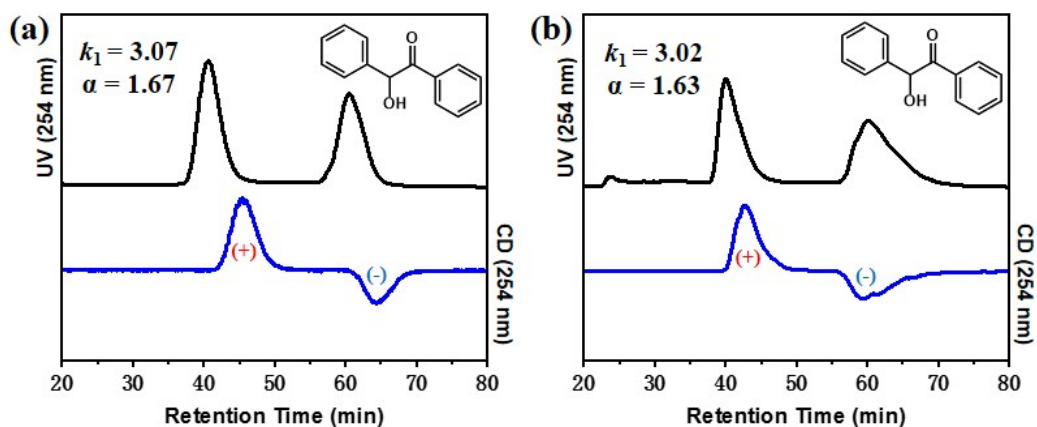 (a)
k1 = 3.07
α = 1.67
O
OH
UV (254 nm)
(+)
(-)
CD (254 nm)
20 30 40 50 60 70 80
Retention Time (min)
(b)
k1 = 3.02
α = 1.63
O
OH
UV (254 nm)
(+)
(-)
CD (254 nm)
20 30 40 50 60 70 80
Retention Time (min)